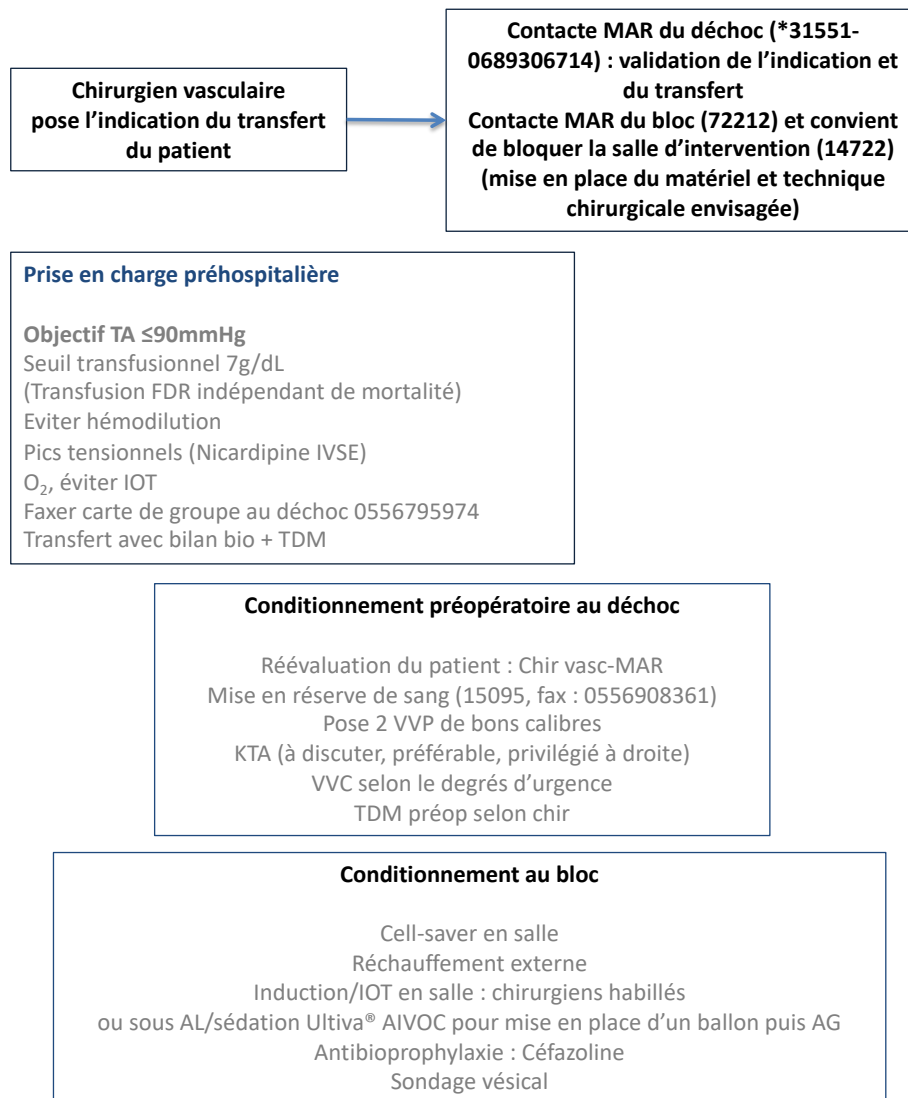 Chirurgien vasculaire
pose l'indication du transfert
du patient
Contacte MAR du déchoc (*31551-
0689306714) : validation de l'indication et
du transfert
Contacte MAR du bloc (72212) et convient
de bloquer la salle d'intervention (14722)
(mise en place du matériel et technique
chirurgicale envisagée)
Prise en charge préhospitalière
Objectif TA ≤90mmHg
Seuil transfusionnel 7g/dL
(Transfusion FDR indépendant de mortalité)
Eviter hémodilution
Pics tensionnels (Nicardipine IVSE)
O₂, éviter IOT
Faxer carte de groupe au déchoc 0556795974
Transfert avec bilan bio + TDM
Conditionnement préopératoire au déchoc
Réévaluation du patient : Chir vasc-MAR
Mise en réserve de sang (15095, fax : 0556908361)
Pose 2 VVP de bons calibres
KTA (à discuter, préférable, privilégié à droite)
VVC selon le degrés d'urgence
TDM préop selon chir
Conditionnement au bloc
Cell-saver en salle
Réchauffement externe
Induction/IOT en salle : chirurgiens habillés
ou sous AL/sédation Ultiva® AIVOC pour mise en place d'un ballon puis AG
Antibioprophylaxie : Céfazoline
Sondage vésical